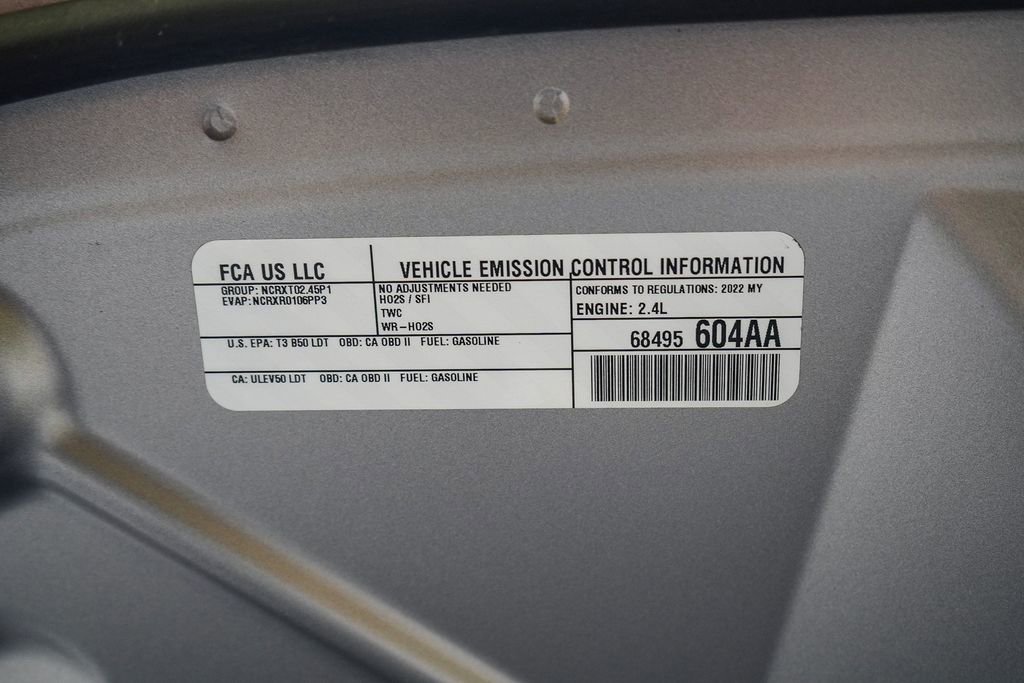 FCA US LLC
VEHICLE EMISSION CONTROL INFORMATION
GROUP: NCRXT02.45P1
EVAP: NCRXR0106PP3
NO ADJUSTMENTS NEEDED
HO2S / SFI
TWC
WR-HO2S
CONFORMS TO REGULATIONS: 2022 MY
ENGINE: 2.4L
68495 604AA
U.S. EPA: T3 B50 LDT OBD: CA OBD II FUEL: GASOLINE
CA: ULEV50 LDT OBD: CA OBD II FUEL: GASOLINE